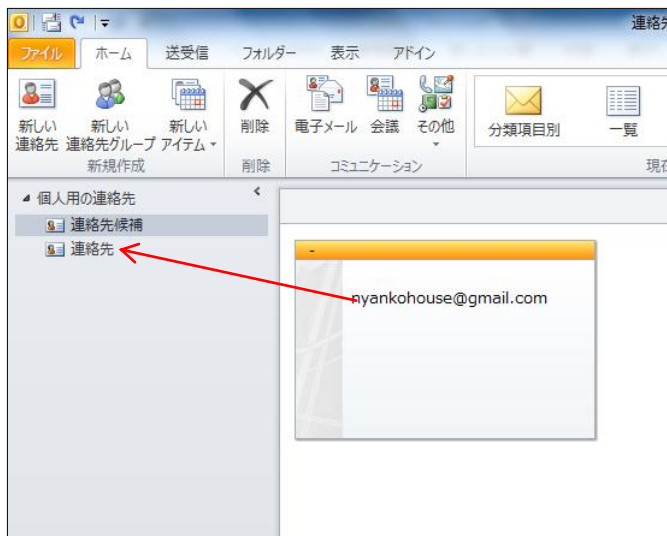 連絡先
ファイル ホーム 送受信 フォルダー 表示 アドイン
新しい 新しい 新しい 削除 電子メール 会議 その他 分類項目別 一覧
連絡先 連絡先グループ アイテム
新規作成 削除 コミュニケーション 現在
個人用の連絡先
連絡先候補
連絡先
-
nyankohouse@gmail.com